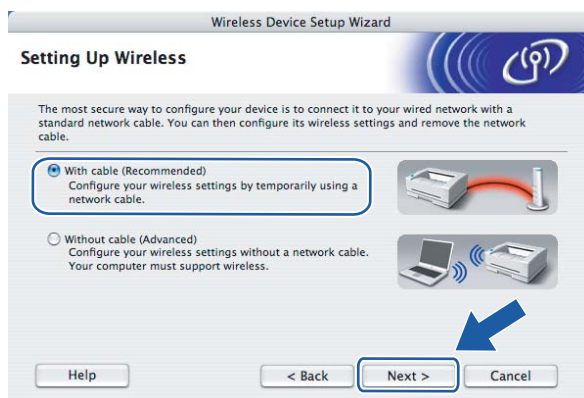 Wireless Device Setup Wizard
Setting Up Wireless
The most secure way to configure your device is to connect it to your wired network with a
standard network cable. You can then configure its wireless settings and remove the network
cable.
With cable (Recommended)
Configure your wireless settings by temporarily using a
network cable.
Without cable (Advanced)
Configure your wireless settings without a network cable.
Your computer must support wireless.
Help
< Back
Next >
Cancel